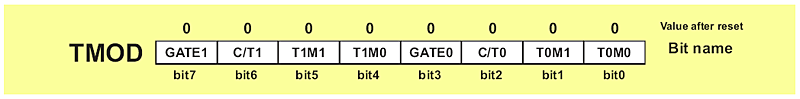 0 0 0 0 0 0 0 0 Value after reset
TMOD GATE1 C/T1 T1M1 T1M0 GATE0 C/T0 T0M1 T0M0 Bit name
bit7 bit6 bit5 bit4 bit3 bit2 bit1 bit0